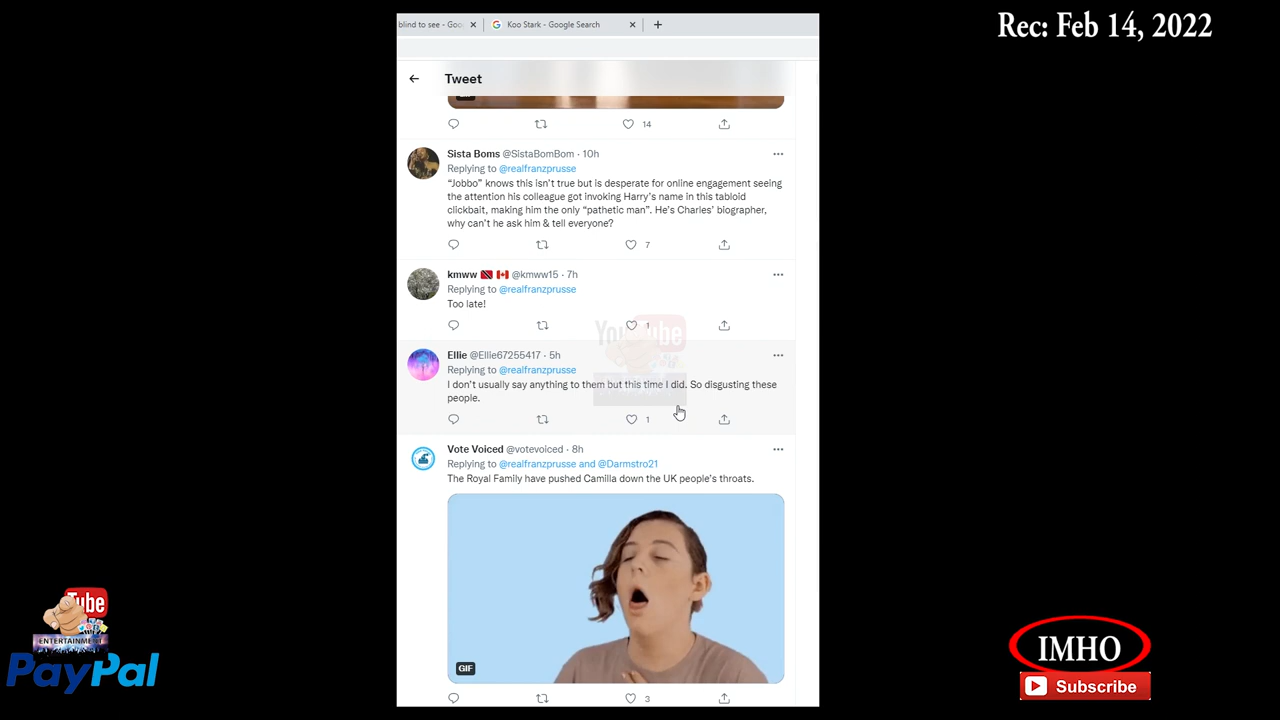 Rec: Feb 14, 2022
blind to see - Goo
Koo Stark - Google Search
Tweet
14
Sista Boms @SistaBomBom · 10h
Replying to @realfranzprusse
“Jobbo” knows this isn’t true but is desperate for online engagement seeing
the attention his colleague got invoking Harry’s name in this tabloid
clickbait, making him the only “pathetic man”. He’s Charles’ biographer,
why can’t he ask him & tell everyone?
7
kmww @kmww15 · 7h
Replying to @realfranzprusse
Too late!
1
YouTube
Ellie @Ellie67255417 · 5h
Replying to @realfranzprusse
I don’t usually say anything to them but this time I did. So disgusting these
people.
1
Vote Voiced @votevoiced · 8h
Replying to @realfranzprusse and @Darmstro21
The Royal Family have pushed Camilla down the UK people’s throats.
GIF
3
Tube
ENTERTAINMENT
PayPal
IMHO
Subscribe